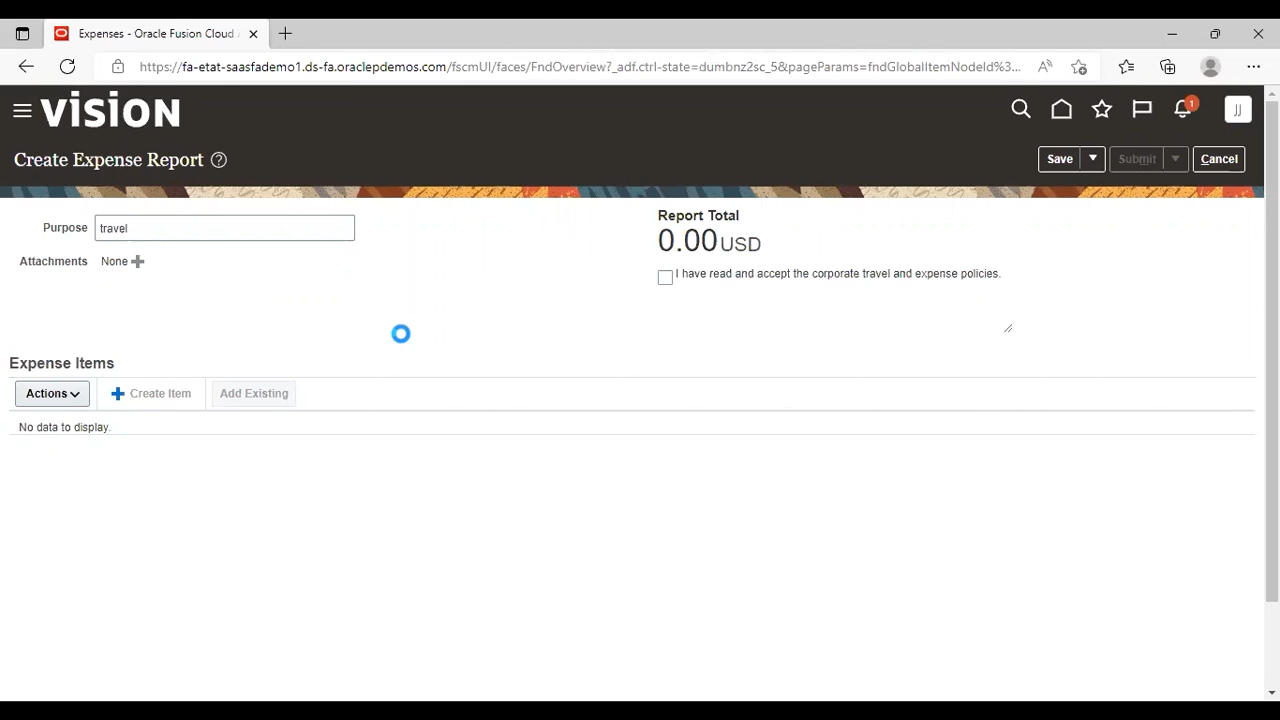 Expenses - Oracle Fusion Cloud
https://fa-etat-saasfademo1.ds-fa.oraclepdemos.com/fscmUI/faces/FndOverview?_adf.ctrl-state=dumbnz2sc_5&pageParams=fndGlobalItemNodeId%3...
VISION
1
JJ
Create Expense Report ?
Save
Submit
Cancel
Purpose travel
Attachments None
Report Total
0.00 USD
I have read and accept the corporate travel and expense policies.
Expense Items
Actions
Create Item
Add Existing
No data to display.